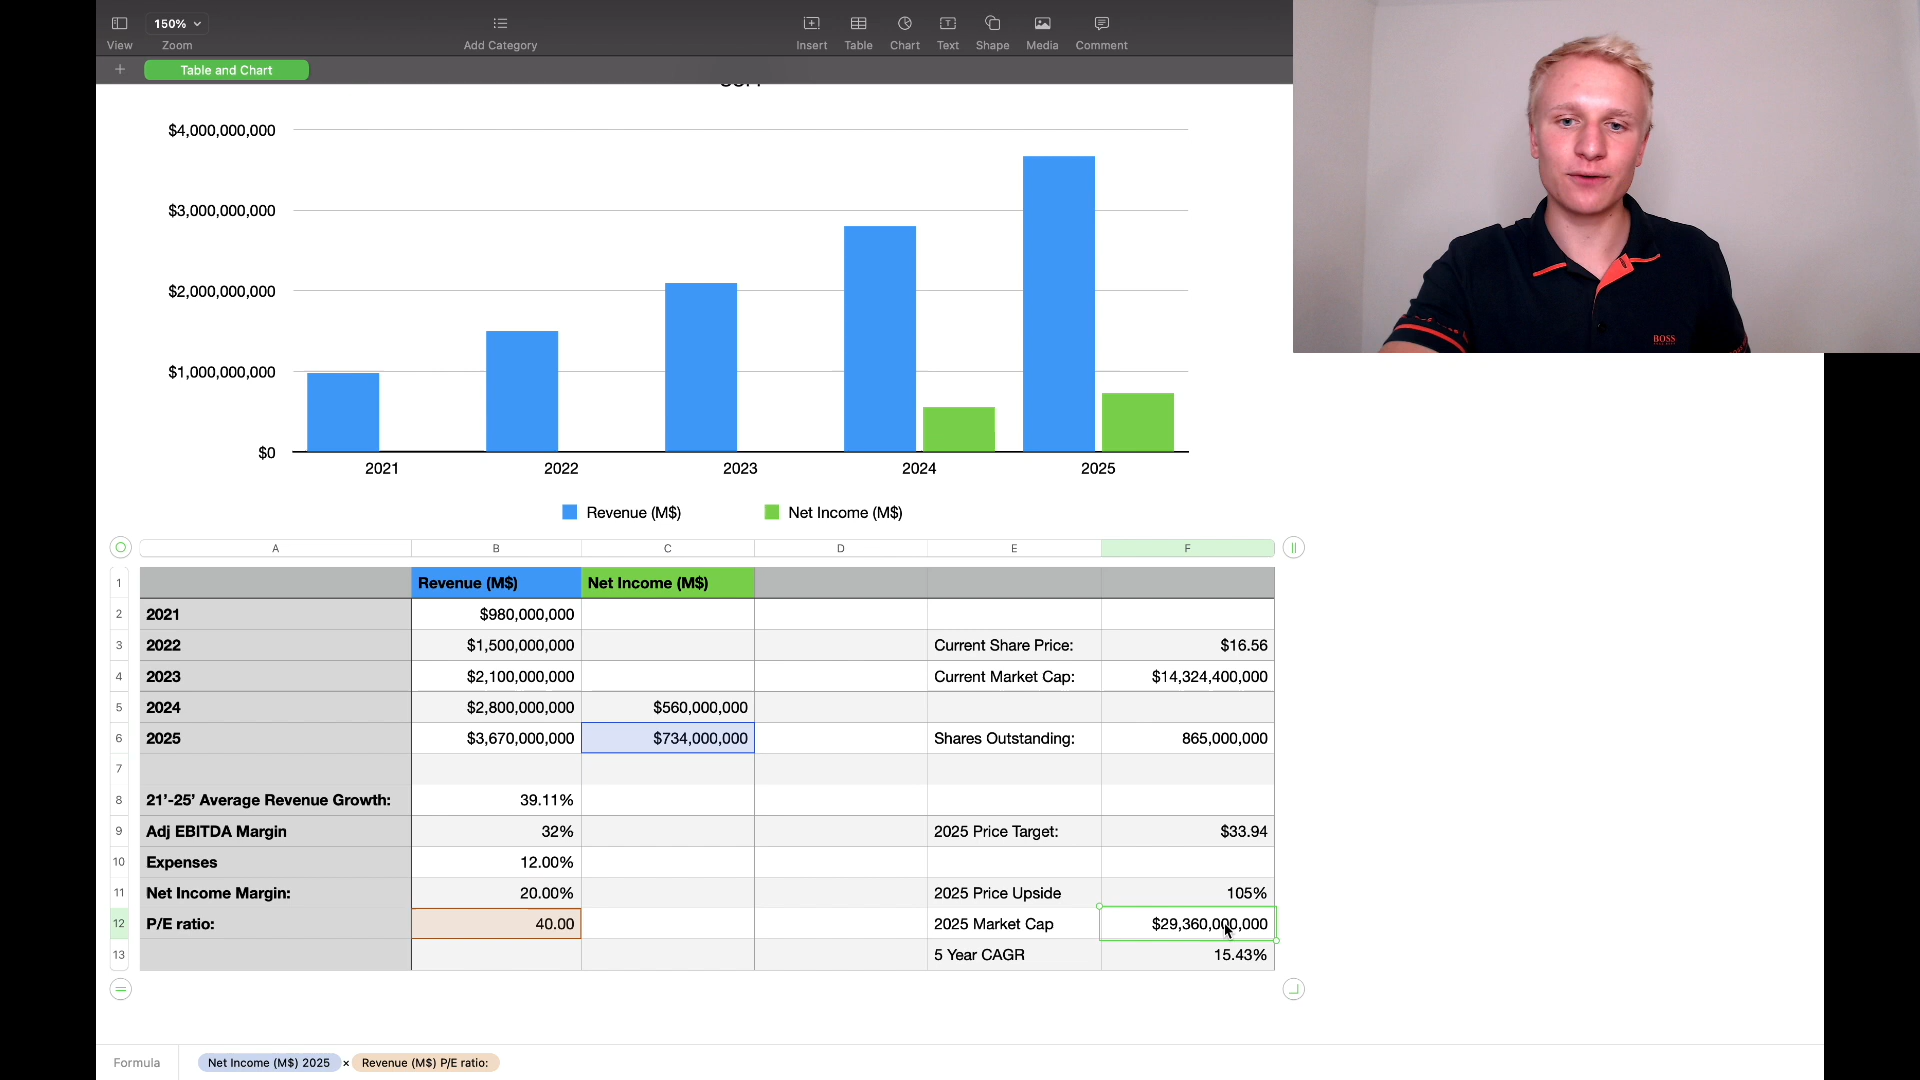 150%
View
Zoom
Add Category
Insert
Table
Chart
Text
Shape
Media
Comment
+
Table and Chart
$4,000,000,000
$3,000,000,000
$2,000,000,000
$1,000,000,000
$0
2021 2022 2023 2024 2025
Revenue (M$) Net Income (M$)
BOSS
A B C D E F
1 Revenue (M$) Net Income (M$)
2 2021 $980,000,000
3 2022 $1,500,000,000 Current Share Price: $16.56
4 2023 $2,100,000,000 Current Market Cap: $14,324,400,000
5 2024 $2,800,000,000 $560,000,000
6 2025 $3,670,000,000 $734,000,000 Shares Outstanding: 865,000,000
7
8 21’-25’ Average Revenue Growth: 39.11%
9 Adj EBITDA Margin 32% 2025 Price Target: $33.94
10 Expenses 12.00%
11 Net Income Margin: 20.00% 2025 Price Upside 105%
12 P/E ratio: 40.00 2025 Market Cap $29,360,000,000
13 5 Year CAGR 15.43%
Formula Net Income (M$) 2025 × Revenue (M$) P/E ratio: